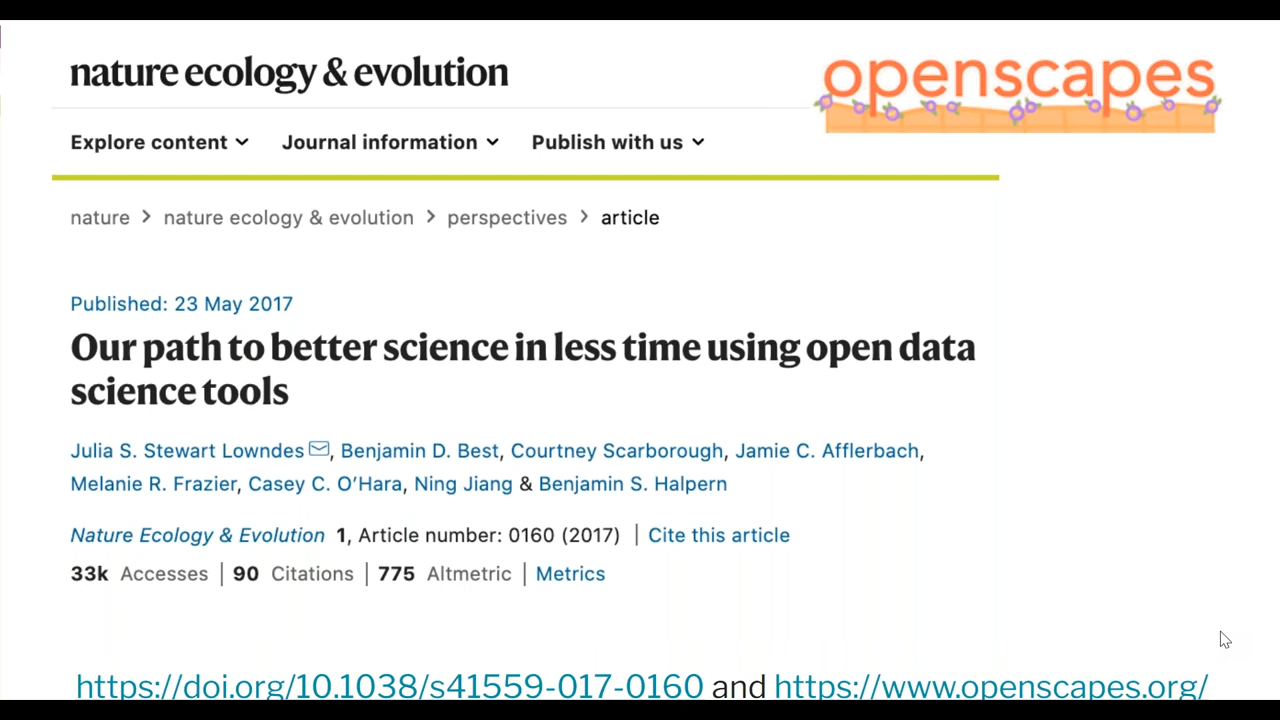 nature ecology & evolution
openscapes
Explore content
Journal information
Publish with us
nature > nature ecology & evolution > perspectives > article
Published: 23 May 2017
Our path to better science in less time using open data
science tools
Julia S. Stewart Lowndes, Benjamin D. Best, Courtney Scarborough, Jamie C. Afflerbach,
Melanie R. Frazier, Casey C. O’Hara, Ning Jiang & Benjamin S. Halpern
Nature Ecology & Evolution 1, Article number: 0160 (2017) | Cite this article
33k Accesses | 90 Citations | 775 Altmetric | Metrics
https://doi.org/10.1038/s41559-017-0160 and https://www.openscapes.org/